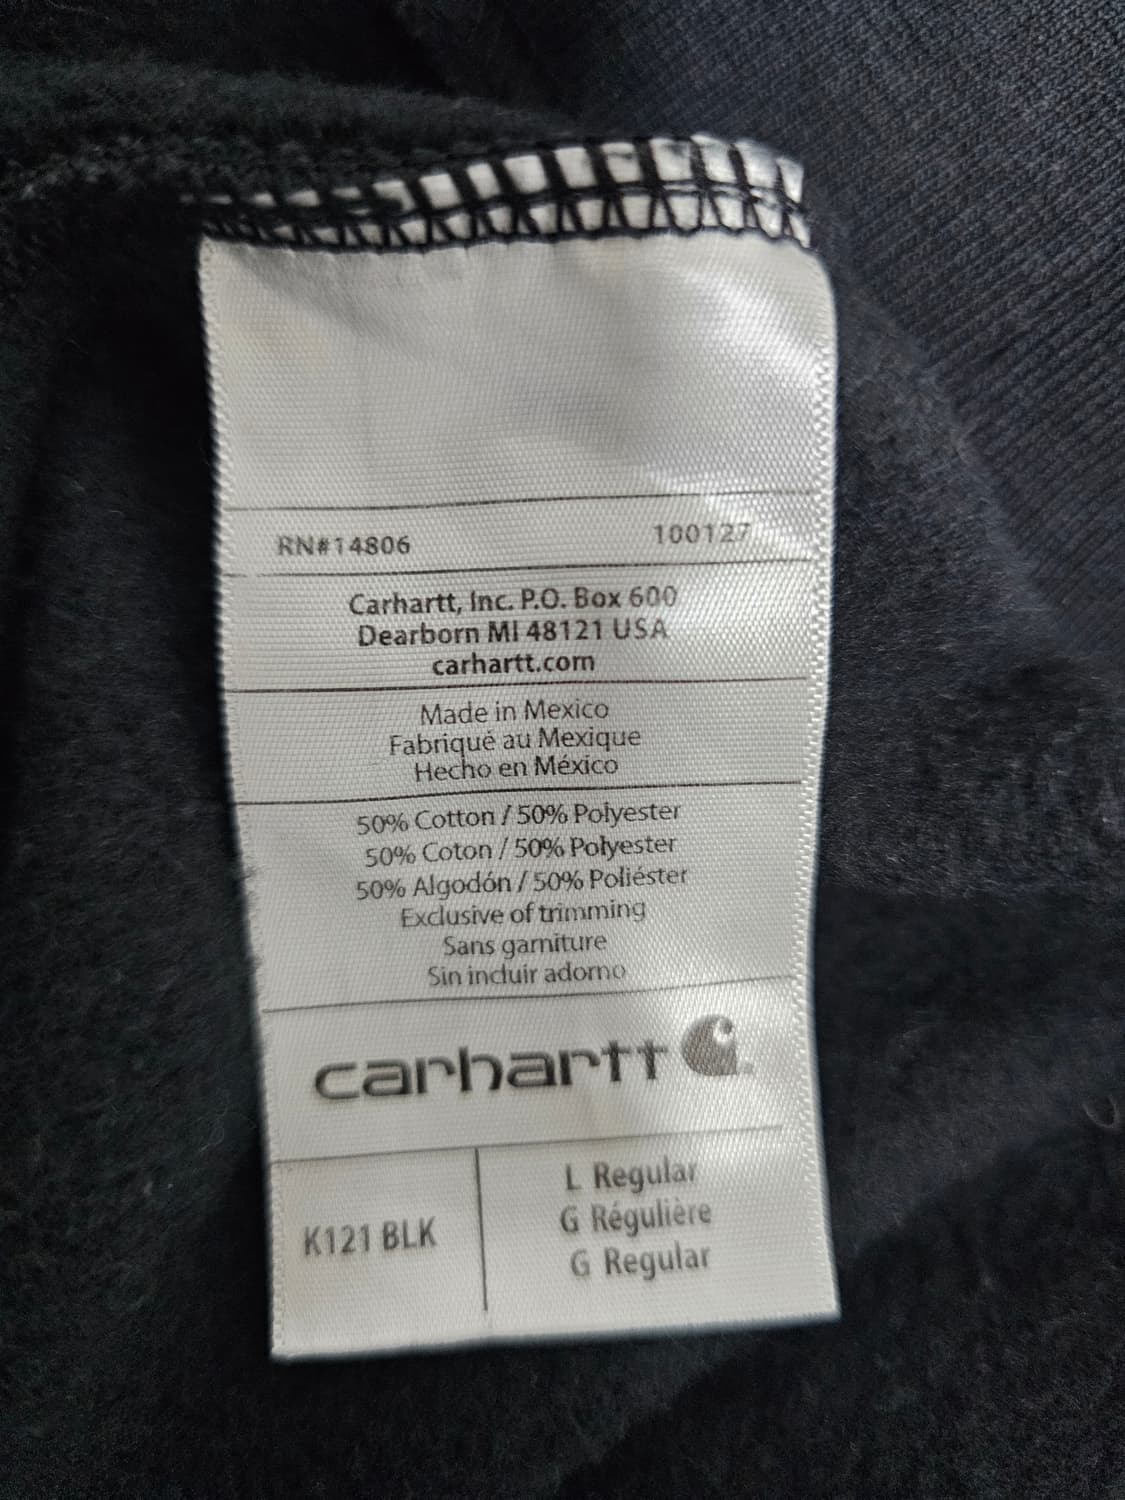 RN#14806 100127
Carhartt, Inc. P.O. Box 600
Dearborn MI 48121 USA
carhartt.com
Made in Mexico
Fabriqué au Mexique
Hecho en México
50% Cotton / 50% Polyester
50% Coton / 50% Polyester
50% Algodón / 50% Poliéster
Exclusive of trimming
Sans garniture
Sin incluir adorno
carhartt
K121 BLK
L Regular
G Régulière
G Regular